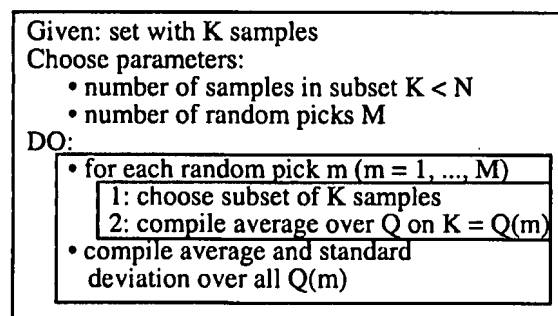 Given: set with K samples
Choose parameters:
• number of samples in subset K < N
• number of random picks M
DO:
• for each random pick m (m = 1, ..., M)
1: choose subset of K samples
2: compile average over Q on K = Q(m)
• compile average and standard
deviation over all Q(m)